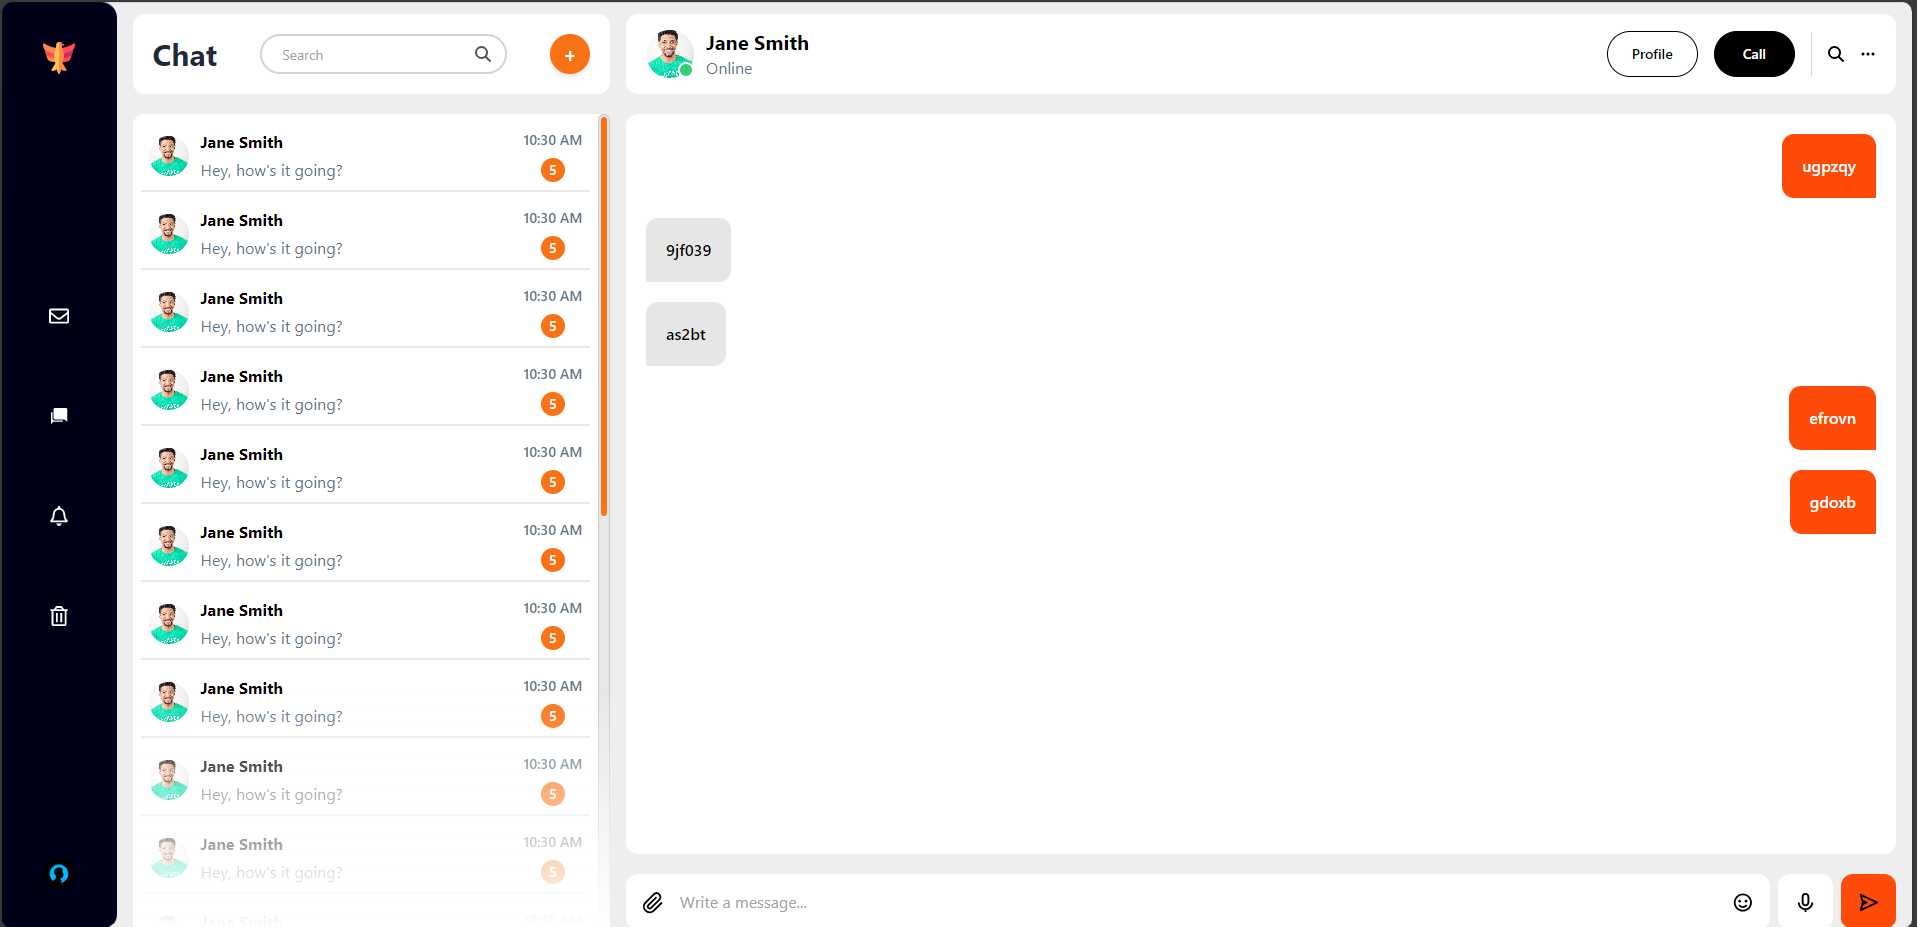 Chat
Search
+
Jane Smith
10:30 AM
Hey, how's it going?
5
Jane Smith
10:30 AM
Hey, how's it going?
5
Jane Smith
10:30 AM
Hey, how's it going?
5
Jane Smith
10:30 AM
Hey, how's it going?
5
Jane Smith
10:30 AM
Hey, how's it going?
5
Jane Smith
10:30 AM
Hey, how's it going?
5
Jane Smith
10:30 AM
Hey, how's it going?
5
Jane Smith
10:30 AM
Hey, how's it going?
5
Jane Smith
10:30 AM
Hey, how's it going?
5
Jane Smith
10:30 AM
Hey, how's it going?
5
Jane Smith
10:30 AM
Jane Smith
Online
Profile
Call
ugpzqy
9jf039
as2bt
efrovn
gdoxb
Write a message...